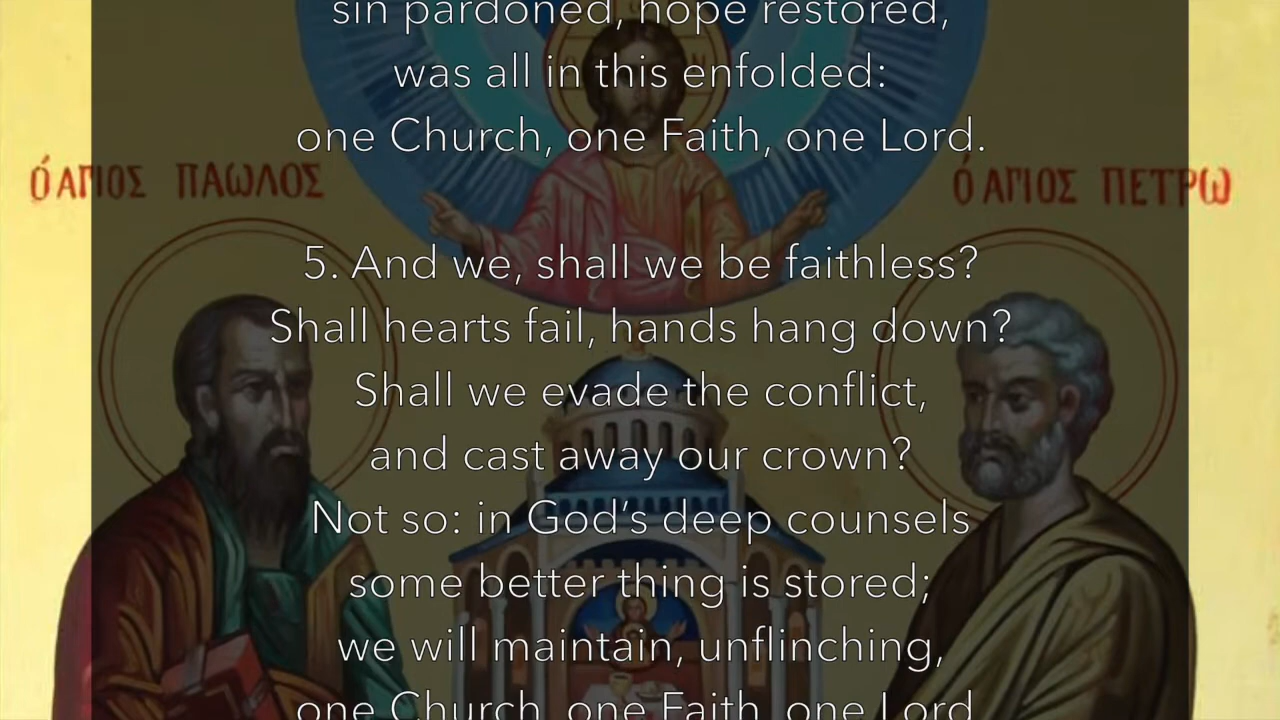 sin pardoned, hope restored,
was all in this enfolded:
one Church, one Faith, one Lord.
Ὁ ΑΓΙΟΣ ΠΑΩΛΟΣ
Ὁ ΑΓΙΟΣ ΠΕΤΡΩ
5. And we, shall we be faithless?
Shall hearts fail, hands hang down?
Shall we evade the conflict,
and cast away our crown?
Not so: in God’s deep counsels
some better thing is stored;
we will maintain, unflinching,
one Church, one Faith, one Lord